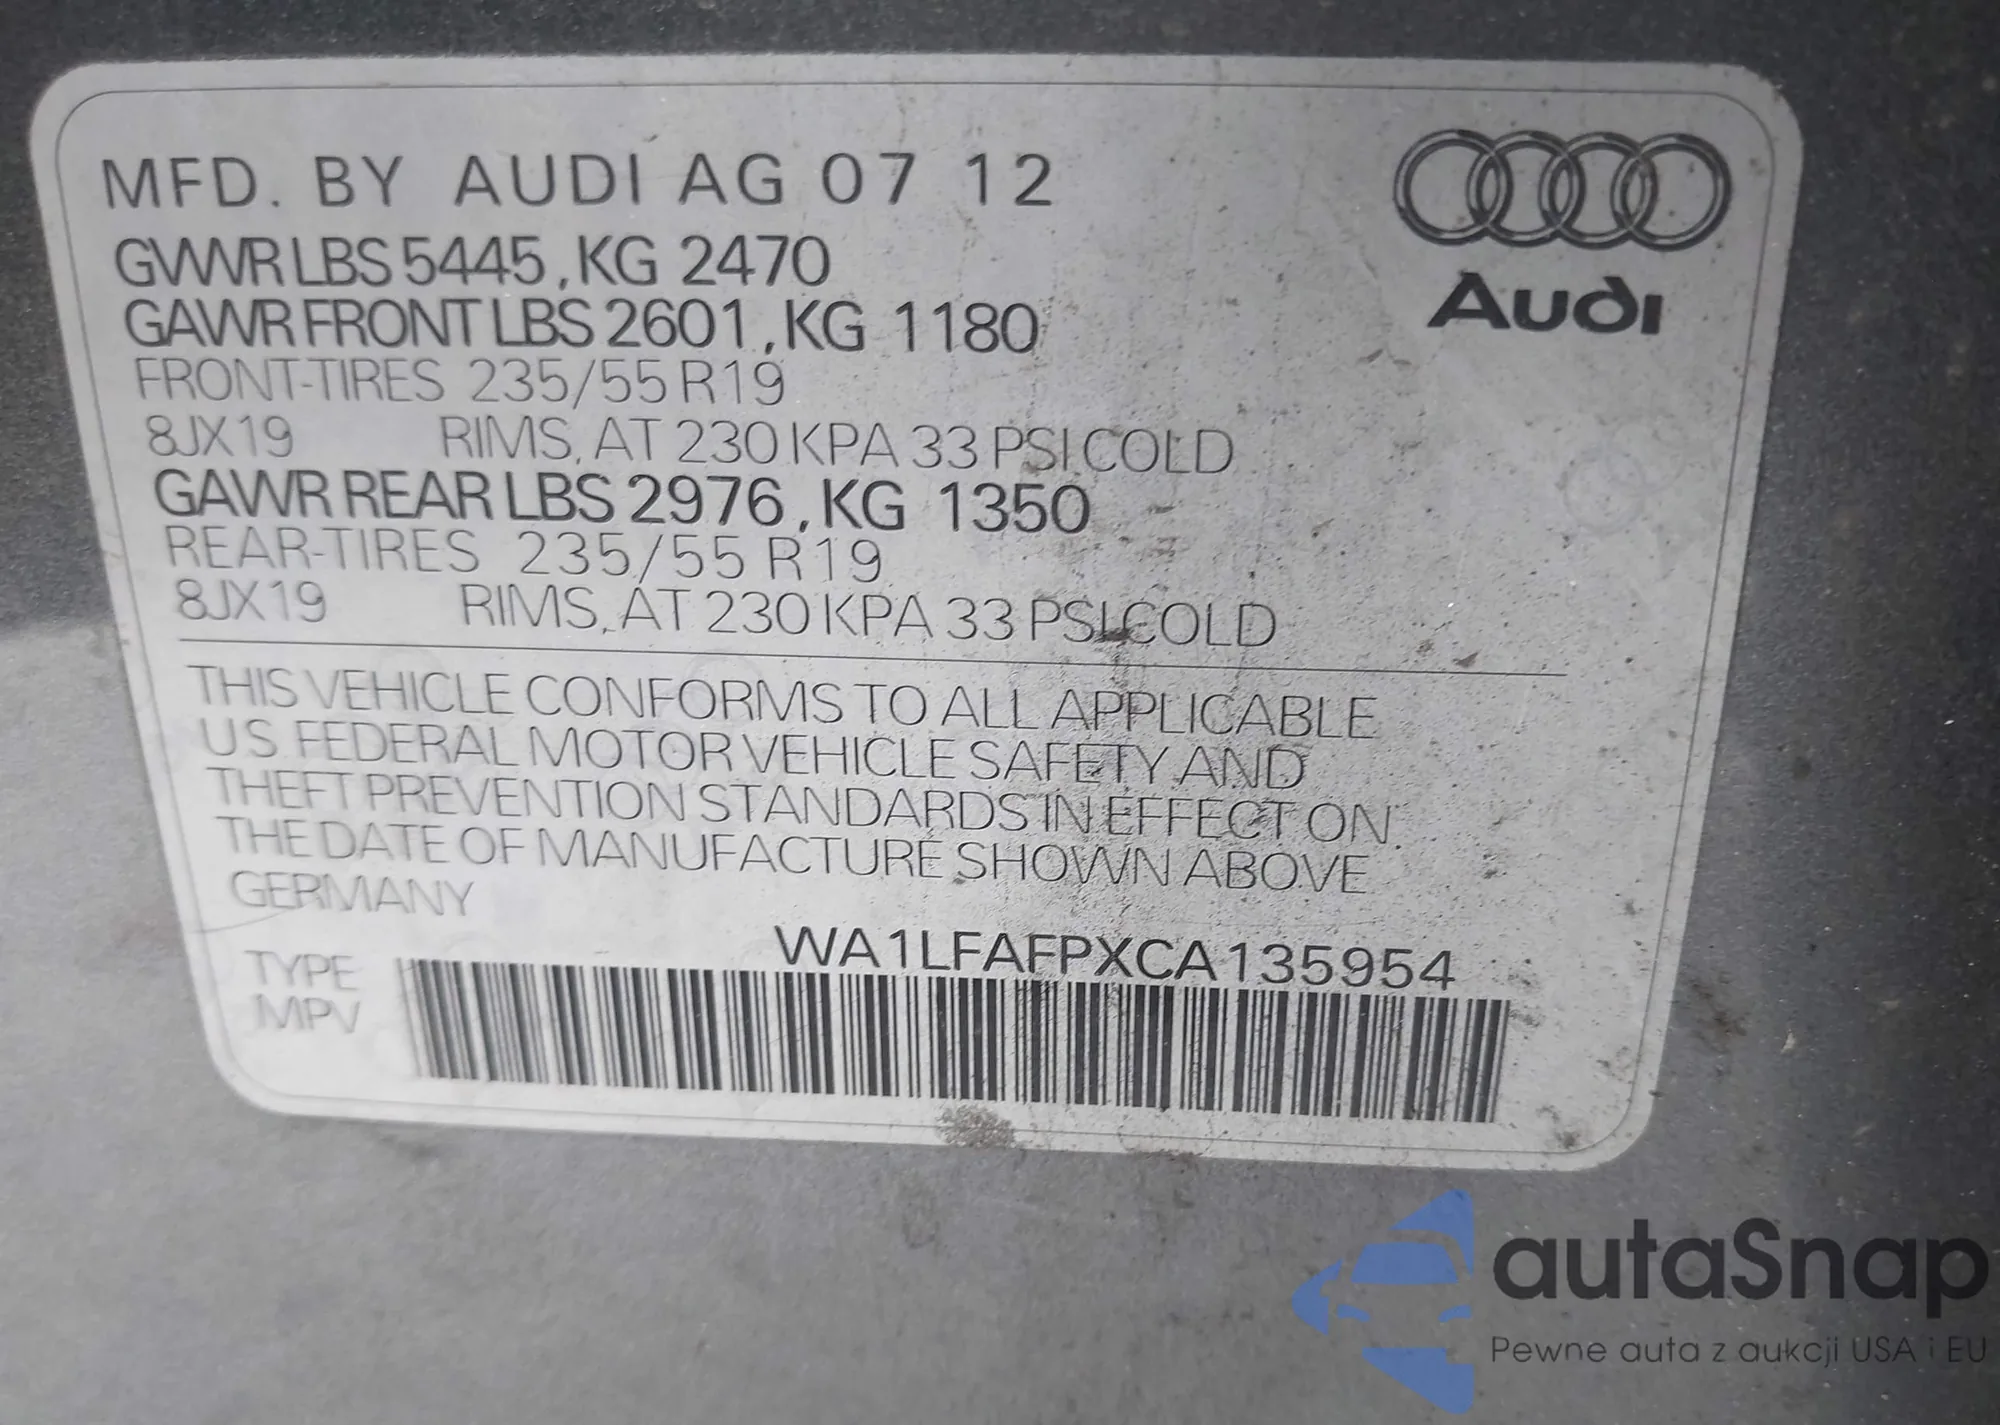 MFD. BY AUDI AG 07 12
GVWR LBS 5445, KG 2470
GAWR FRONT LBS 2601, KG 1180
FRONT-TIRES 235/55 R19
8JX19 RIMS, AT 230 KPA 33 PSI COLD
GAWR REAR LBS 2976, KG 1350
REAR-TIRES 235/55 R19
8JX19 RIMS, AT 230 KPA 33 PSI COLD
Audi
THIS VEHICLE CONFORMS TO ALL APPLICABLE
US FEDERAL MOTOR VEHICLE SAFETY AND
THEFT PREVENTION STANDARDS IN EFFECT ON
THE DATE OF MANUFACTURE SHOWN ABOVE
GERMANY
WA1LFAFPXCA135954
TYPE
MPV
autaSnap
Pewne auta z aukcji USA i EU